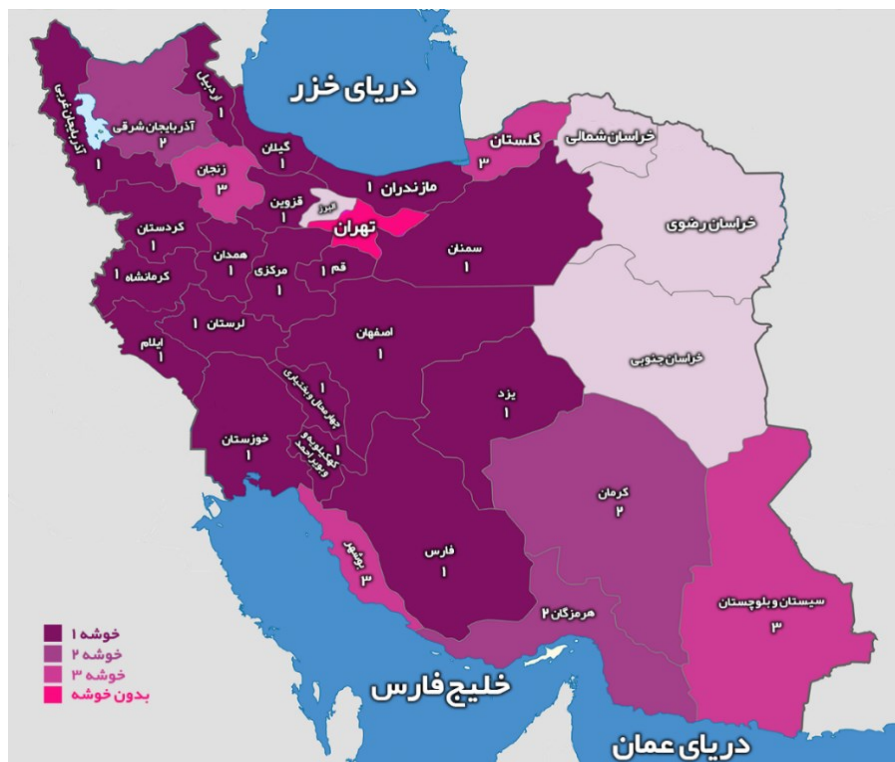 دریای خزر
آذربایجان غربی
۱
آذربایجان شرقی
۲
اردبیل
۱
گیلان
۱
زنجان
۳
گلستان
۳
خراسان شمالی
خراسان رضوی
مازندران ۱
قزوین
۱
البرز
تهران
سمنان
۱
کردستان
۱
همدان
۱
مرکزی
۱
قم ۱
کرمانشاه ۱
لرستان ۱
ایلام
۱
اصفهان
۱
خراسان جنوبی
یزد
۱
چهارمحال و بختیاری
۱
خوزستان
۱
کهکیلویه و
بویراحمد
۱
کرمان
۲
فارس
۱
بوشهر
۳
هرمزگان ۲
سیستان و بلوچستان
۳
خوشه ۱
خوشه ۲
خوشه ۳
بدون خوشه
خلیج فارس
دریای عمان